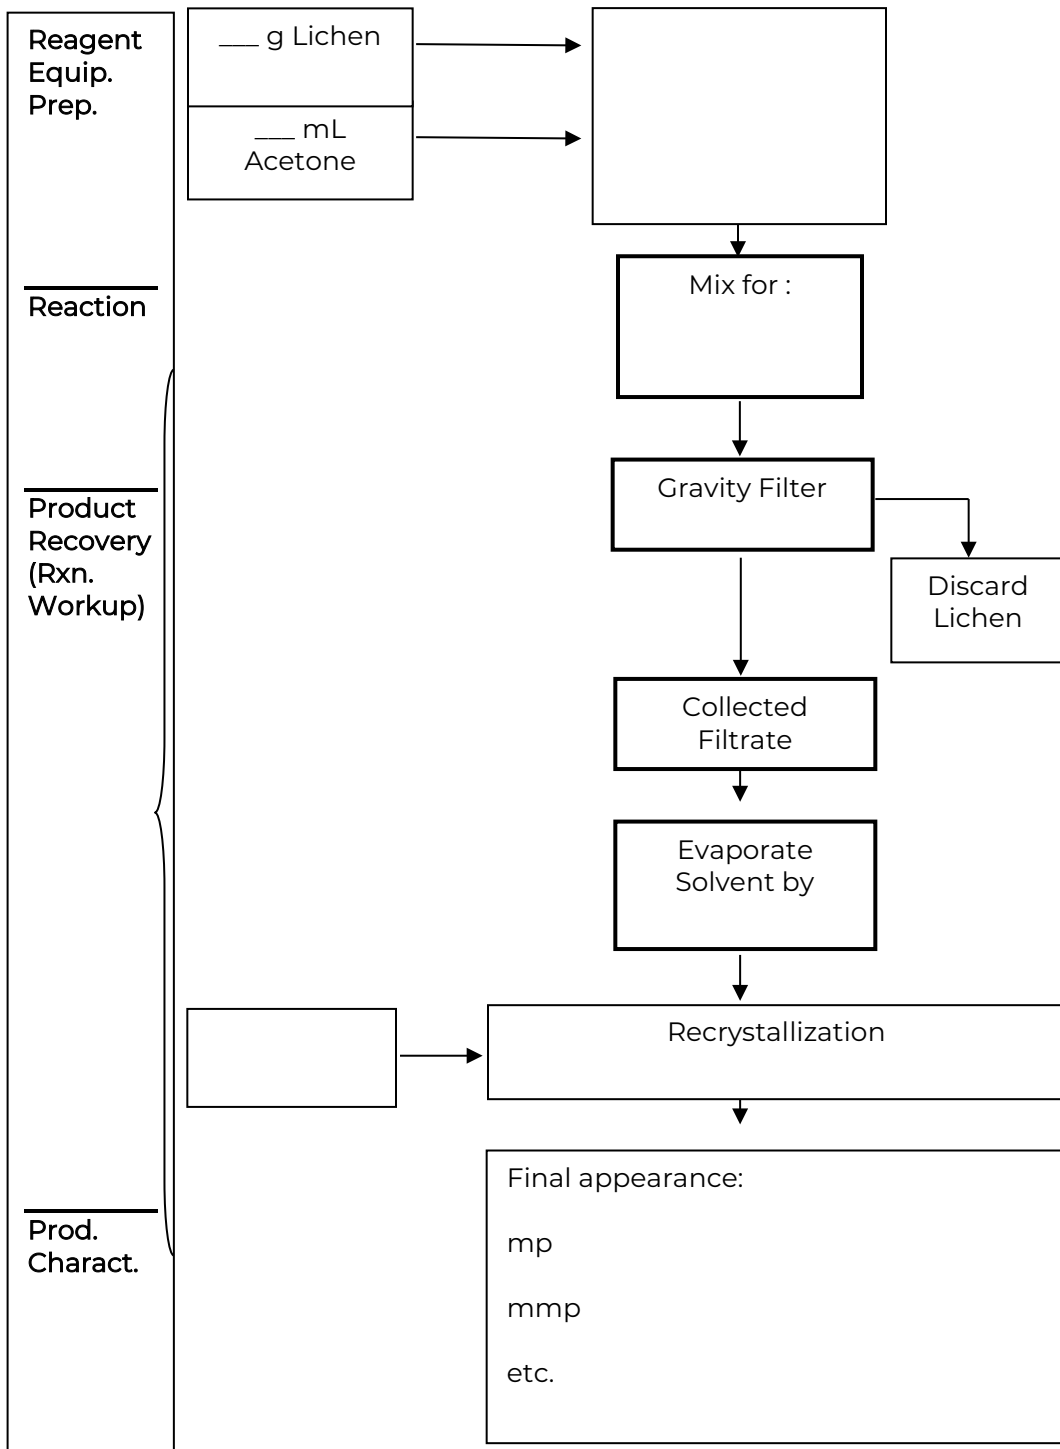 Reagent
Equip.
Prep.
___ g Lichen
___ mL
Acetone
Mix for :
Reaction
Gravity Filter
Product
Recovery
(Rxn.
Workup)
Discard
Lichen
Collected
Filtrate
Evaporate
Solvent by
Recrystallization
Final appearance:
mp
mmp
etc.
Prod.
Charact.